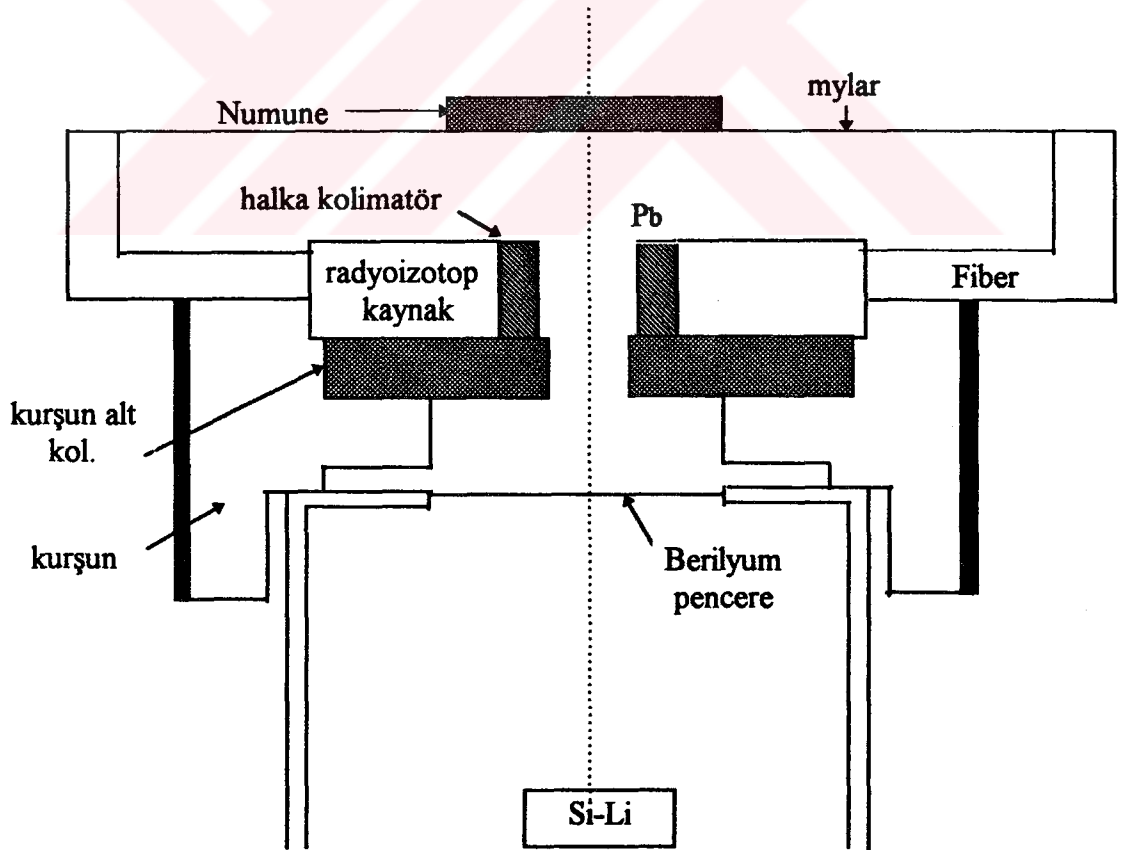 mylar
Numune
halka kolimatör
Pb
radyoizotop
kaynak
Fiber
kurşun alt
kol.
kurşun
Berilyum
pencere
Si-Li